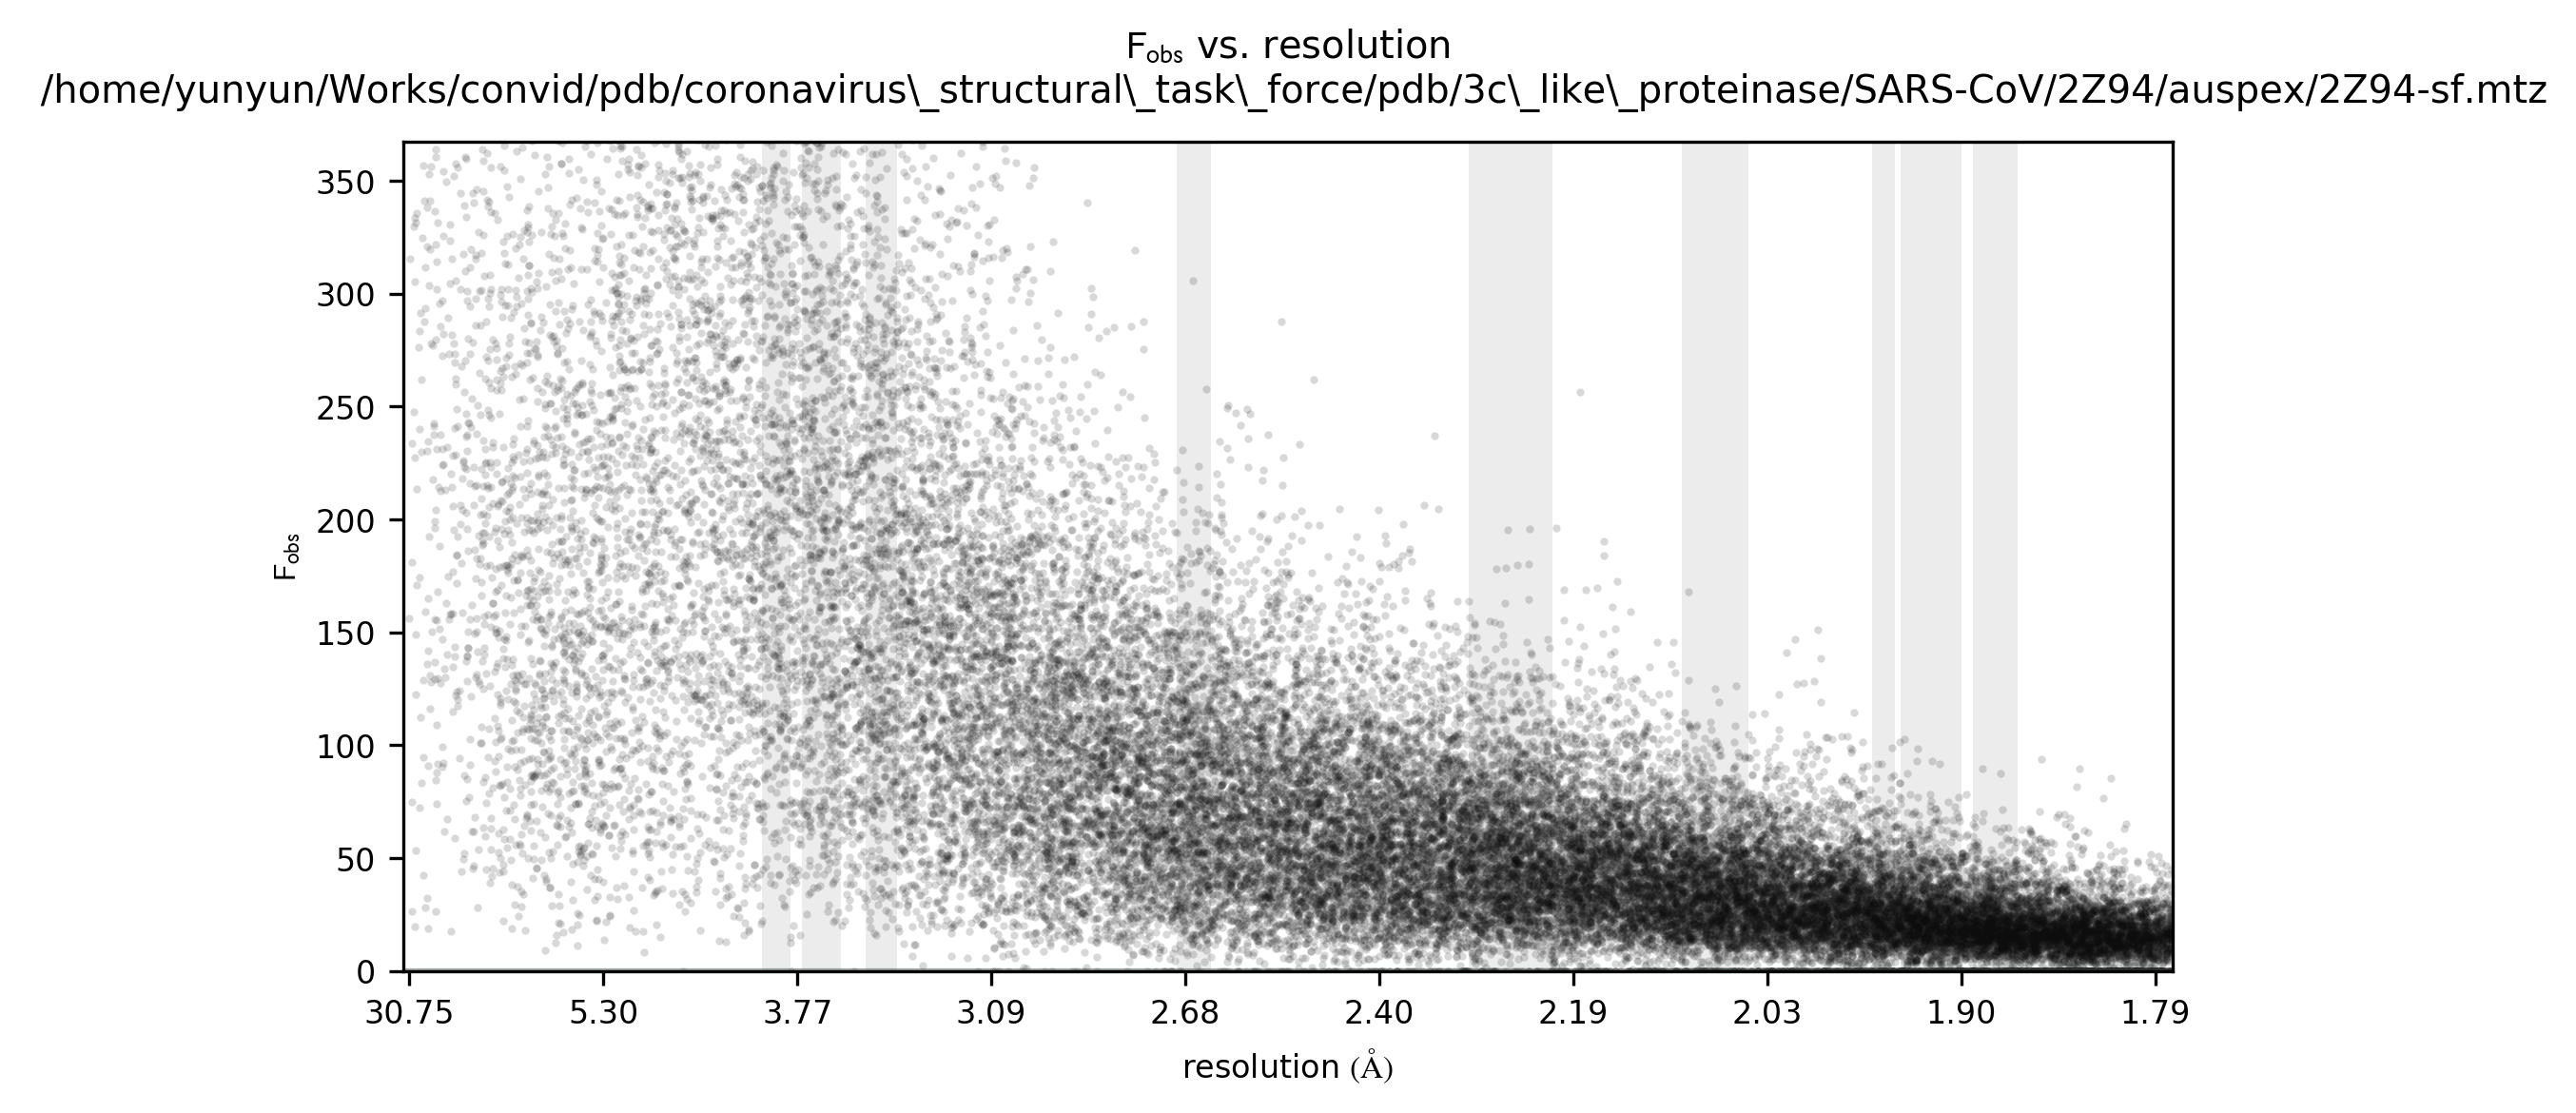 Fobs vs. resolution
/home/yunyun/Works/convid/pdb/coronavirus\_structural\_task\_force/pdb/3c\_like\_proteinase/SARS-CoV/2Z94/auspex/2Z94-sf.mtz
350
300
250
200
150
100
50
0
Fobs
30.75 5.30 3.77 3.09 2.68 2.40 2.19 2.03 1.90 1.79
resolution (Å)